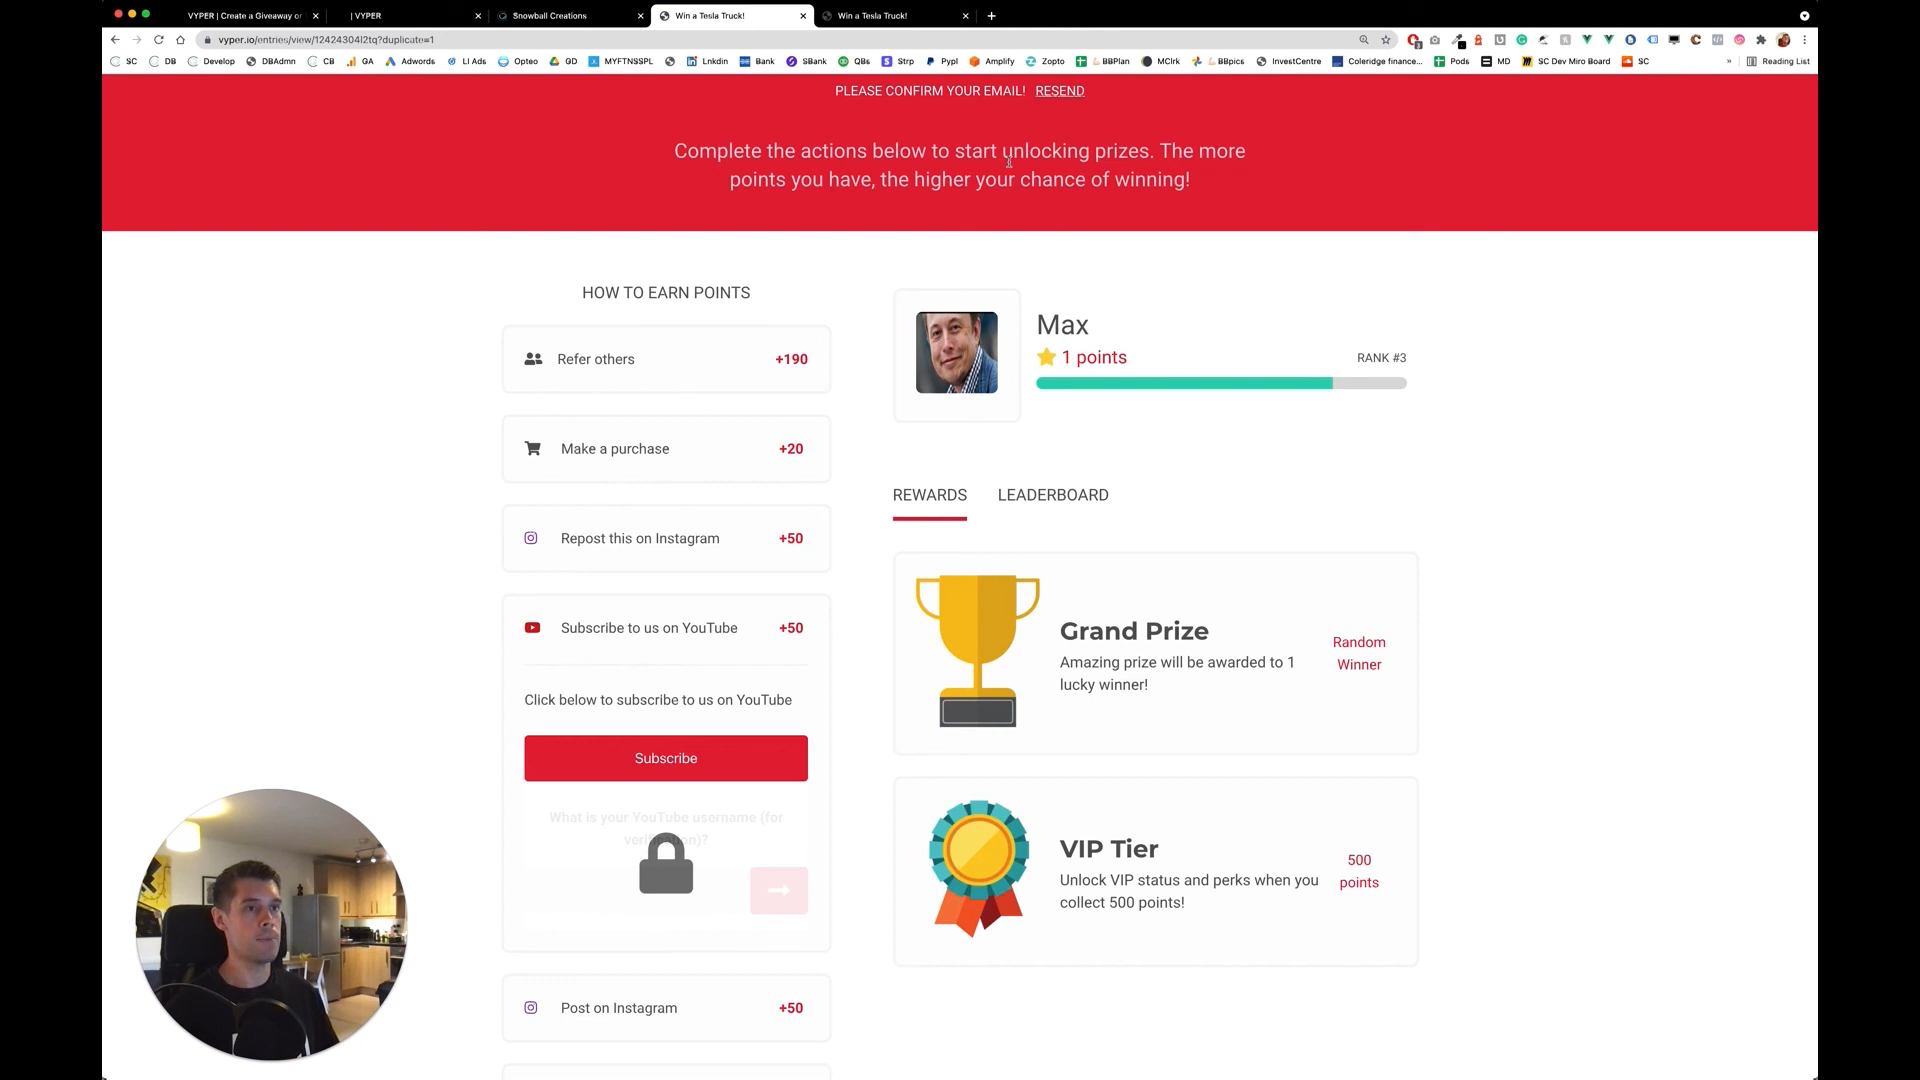 VYPER | Create a Giveaway or
| VYPER
Snowball Creations
Win a Tesla Truck!
Win a Tesla Truck!
vyper.io/entries/view/12424304l2tq?duplicate=1
SC
DB
Develop
DBAdmn
CB
GA
Adwords
LI Ads
Opteo
GD
MYFTNSSPL
Lnkdin
Bank
SBank
QBs
Strp
Pypl
Amplify
Zopto
BBPlan
MClrk
BBpics
InvestCentre
Coleridge finance...
Pods
MD
SC Dev Miro Board
SC
»
Reading List
PLEASE CONFIRM YOUR EMAIL! RESEND
Complete the actions below to start unlocking prizes. The more
points you have, the higher your chance of winning!
HOW TO EARN POINTS
Refer others +190
Make a purchase +20
Repost this on Instagram +50
Subscribe to us on YouTube +50
Click below to subscribe to us on YouTube
Subscribe
What is your YouTube username (for
Post on Instagram +50
Max
1 points
RANK #3
REWARDS
LEADERBOARD
Grand Prize
Amazing prize will be awarded to 1
lucky winner!
Random
Winner
VIP Tier
Unlock VIP status and perks when you
collect 500 points!
500
points